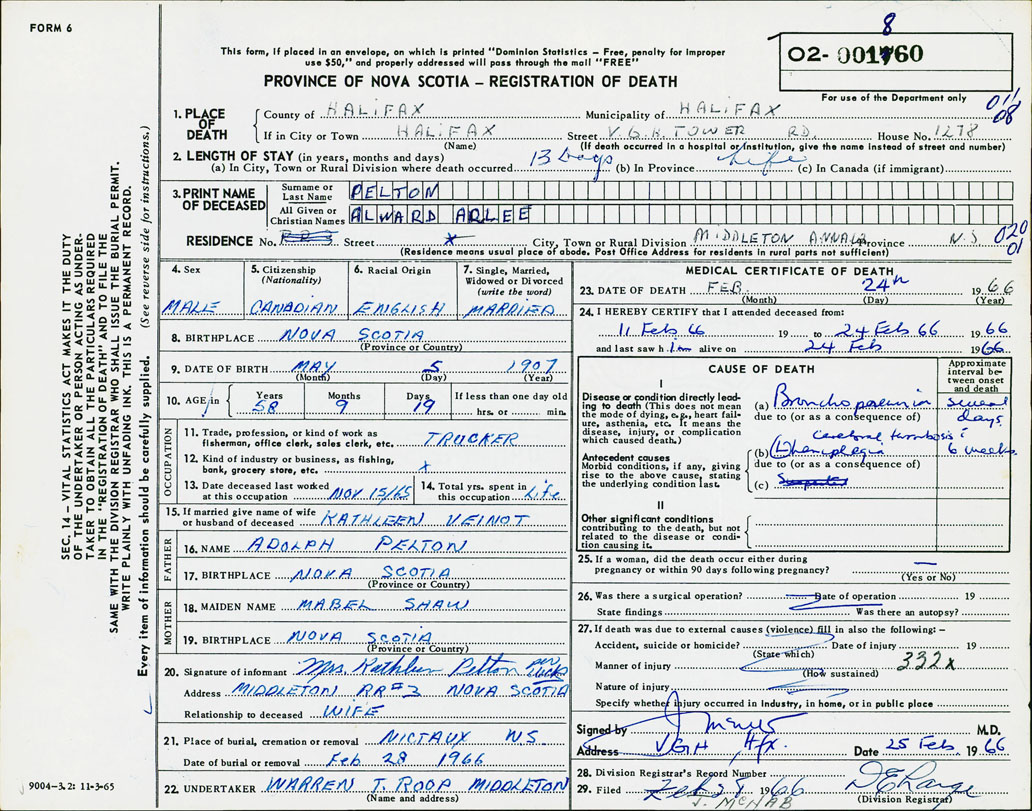 FORM 6
8
This form, if placed in an envelope, on which is printed "Dominion Statistics – Free, penalty for improper
use $50," and properly addressed will pass through the mail "FREE"
O2- 001760
PROVINCE OF NOVA SCOTIA – REGISTRATION OF DEATH
For use of the Department only
011
08
1. PLACE OF DEATH
County of HALIFAX Municipality of HALIFAX
If in City or Town HALIFAX Street V.G.H. TOWER RD. House No. 1278
(Name) (If death occurred in a hospital or institution, give the name instead of street and number)
2. LENGTH OF STAY (in years, months and days)
(a) In City, Town or Rural Division where death occurred 13 Days (b) In Province Life (c) In Canada (if immigrant)
3. PRINT NAME OF DECEASED
Surname or Last Name PELTON
All Given or Christian Names ALWARD ARLEE
RESIDENCE No. RR3 Street x City, Town or Rural Division MIDDLETON ANNAP Province N.S 020
01
(Residence means usual place of abode. Post Office Address for residents in rural parts not sufficient)
4. Sex
MALE
5. Citizenship
(Nationality)
CANADIAN
6. Racial Origin
ENGLISH
7. Single, Married,
Widowed or Divorced
(write the word)
MARRIED
8. BIRTHPLACE NOVA SCOTIA
(Province or Country)
9. DATE OF BIRTH MAY 5 1907
(Month) (Day) (Year)
10. AGE in Years 58 Months 9 Days 19 If less than one day old
hrs. or min.
OCCUPATION
11. Trade, profession, or kind of work as
fisherman, office clerk, sales clerk, etc. TRUCKER
12. Kind of industry or business, as fishing,
bank, grocery store, etc. x
13. Date deceased last worked
at this occupation NOV 15/65
14. Total yrs. spent in
this occupation Life
15. If married give name of wife
or husband of deceased KATHLEEN VEINOT
FATHER
16. NAME ADOLPH PELTON
17. BIRTHPLACE NOVA SCOTIA
(Province or Country)
MOTHER
18. MAIDEN NAME MABEL SHAW
19. BIRTHPLACE NOVA SCOTIA
(Province or Country)
20. Signature of informant Mrs. Kathleen Pelton per
Address MIDDLETON RR#3 NOVA SCOTIA
Relationship to deceased WIFE
21. Place of burial, cremation or removal NICTAUX N.S.
Date of burial or removal Feb 28 1966
22. UNDERTAKER WARREN T. ROOP MIDDLETON
(Name and address)
MEDICAL CERTIFICATE OF DEATH
23. DATE OF DEATH FEB. 24th 1966
(Month) (Day) (Year)
24. I HEREBY CERTIFY that I attended deceased from:
11 Feb 66 19 to 24 Feb 66 1966
and last saw him alive on 24 Feb 1966
CAUSE OF DEATH
Approximate
interval be-
tween onset
and death
I
Disease or condition directly lead-
ing to death (This does not mean
the mode of dying, e.g., heart fail-
ure, asthenia, etc. It means the
disease, injury, or complication
which caused death.)
(a) Bronchopneumonia several
due to (or as a consequence of) days
Antecedent causes
Morbid conditions, if any, giving
rise to the above cause, stating
the underlying condition last.
Cerebral thrombosis c
(b) (L) hemiplegia 6 weeks
due to (or as a consequence of)
(c)
II
Other significant conditions
contributing to the death, but not
related to the disease or condi-
tion causing it.
25. If a woman, did the death occur either during
pregnancy or within 90 days following pregnancy? —
(Yes or No)
26. Was there a surgical operation? Date of operation 19
State findings Was there an autopsy?
27. If death was due to external causes (violence) fill in also the following:–
Accident, suicide or homicide? Date of injury 19
(State which)
Manner of injury 332x
(How sustained)
Nature of injury
Specify whether injury occurred in Industry, in home, or in public place
Signed by M.D.
Address V.G.H Hfx. Date 25 Feb 1966
28. Division Registrar's Record Number
29. Filed Feb 28 1966
J. McNAB
(Division Registrar)
SEC. 14 – VITAL STATISTICS ACT MAKES IT THE DUTY
OF THE UNDERTAKER OR PERSON ACTING AS UNDER-
TAKER TO OBTAIN ALL THE PARTICULARS REQUIRED
IN THE "REGISTRATION OF DEATH" AND TO FILE THE
SAME WITH THE DIVISION REGISTRAR WHO SHALL ISSUE THE BURIAL PERMIT.
WRITE PLAINLY WITH UNFADING INK. THIS IS A PERMANENT RECORD.
Every item of information should be carefully supplied. (See reverse side for instructions.)
9004–3.2: 11-3-65